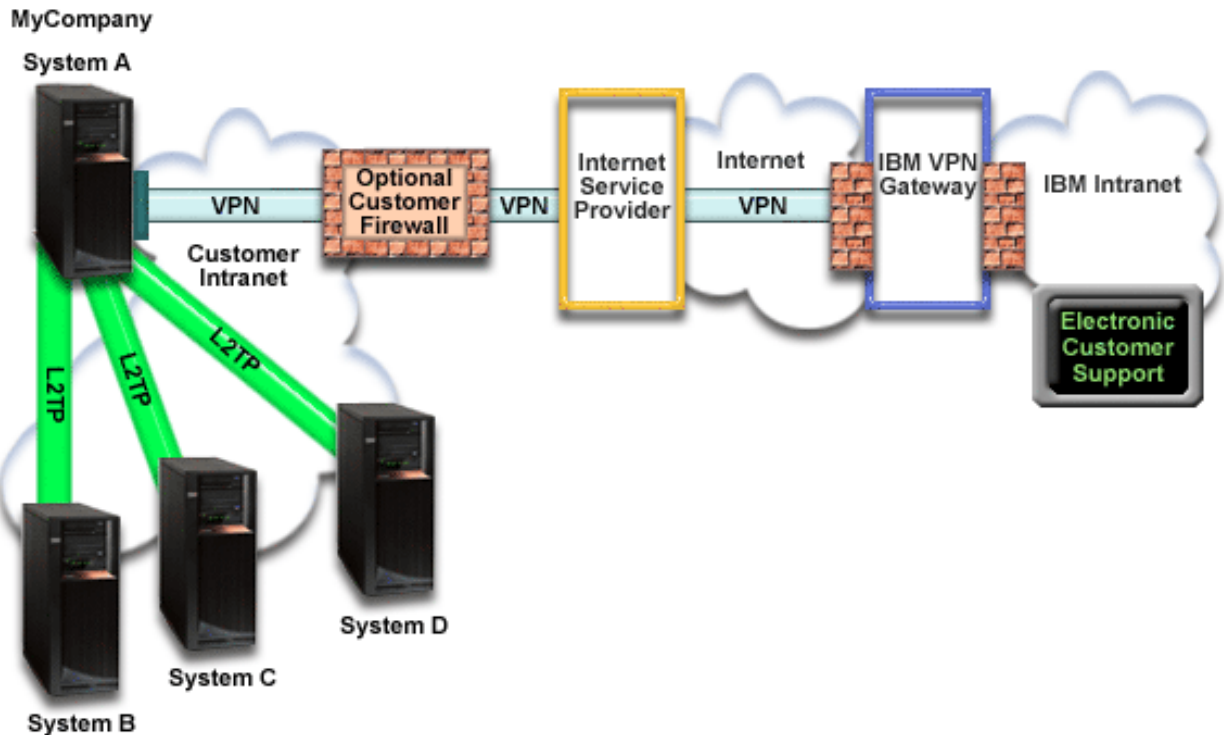 MyCompany
System A
VPN
Optional
Customer
Firewall
VPN
Internet
Service
Provider
Internet
VPN
IBM VPN
Gateway
IBM Intranet
Customer
Intranet
Electronic
Customer
Support
L2TP
L2TP
L2TP
System D
System C
System B